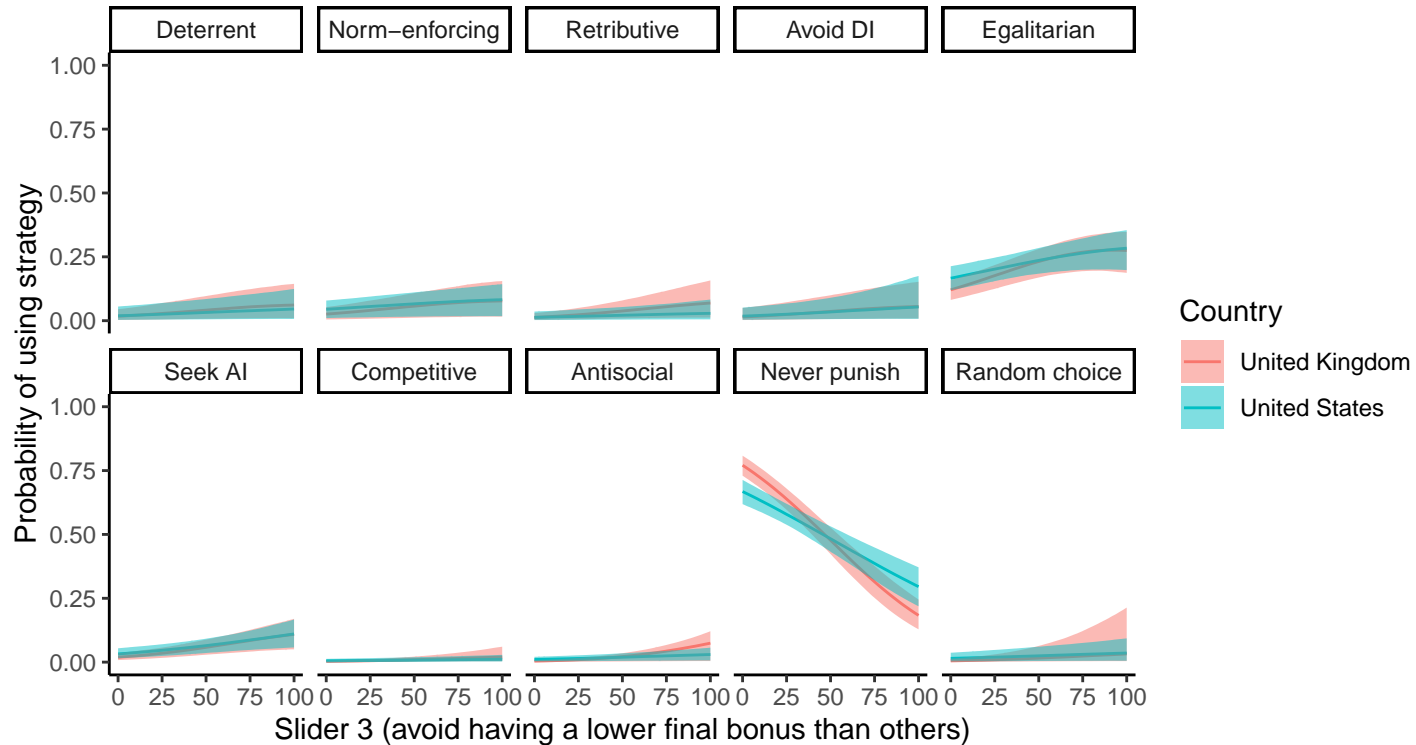 Deterrent Norm−enforcing Retributive Avoid DI Egalitarian
1.00
0.75
0.50
0.25
0.00
Probability of using strategy
Seek AI Competitive Antisocial Never punish Random choice
1.00
0.75
0.50
0.25
0.00
0 25 50 75 100 0 25 50 75 100 0 25 50 75 100 0 25 50 75 100 0 25 50 75 100
Slider 3 (avoid having a lower final bonus than others)
Country
United Kingdom
United States